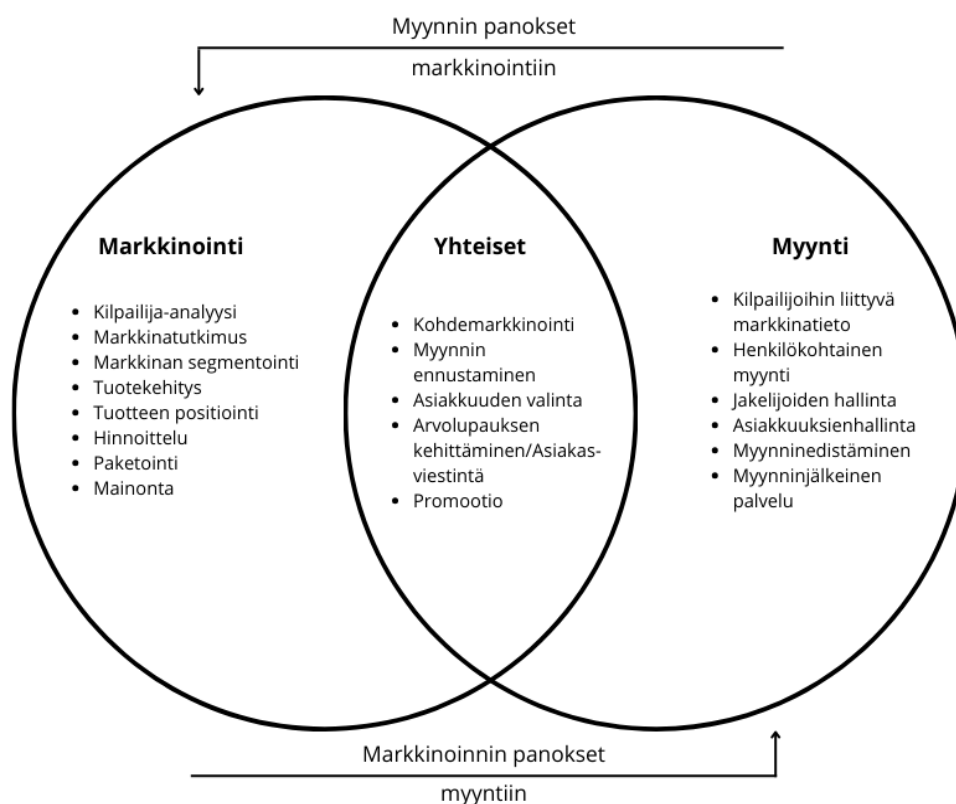 Myynnin panokset
markkinointiin
Markkinointi
• Kilpailija-analyysi
• Markkinatutkimus
• Markkinan segmentointi
• Tuotekehitys
• Tuotteen positiointi
• Hinnoittelu
• Paketointi
• Mainonta
Yhteiset
• Kohdemarkkinointi
• Myynnin
ennustaminen
• Asiakkuuden valinta
• Arvolupauksen
kehittäminen/Asiakas-
viestintä
• Promootio
Myynti
• Kilpailijoihin liittyvä
markkinatieto
• Henkilökohtainen
myynti
• Jakelijoiden hallinta
• Asiakkuuksienhallinta
• Myynninedistäminen
• Myynninjälkeinen
palvelu
Markkinoinnin panokset
myyntiin